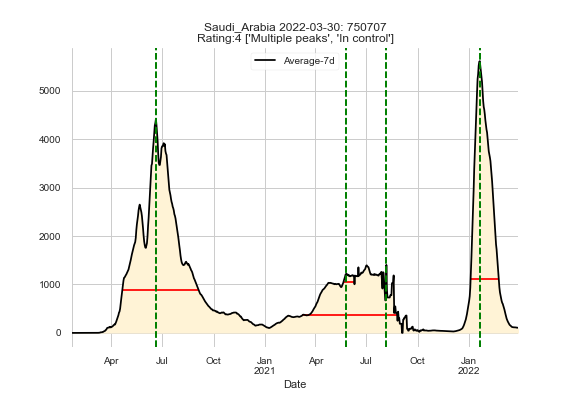 Saudi_Arabia 2022-03-30: 750707
Rating:4 ['Multiple peaks', 'In control']
Average-7d
5000
4000
3000
2000
1000
0
Apr Jul Oct Jan Apr Jul Oct Jan
2021 2022
Date